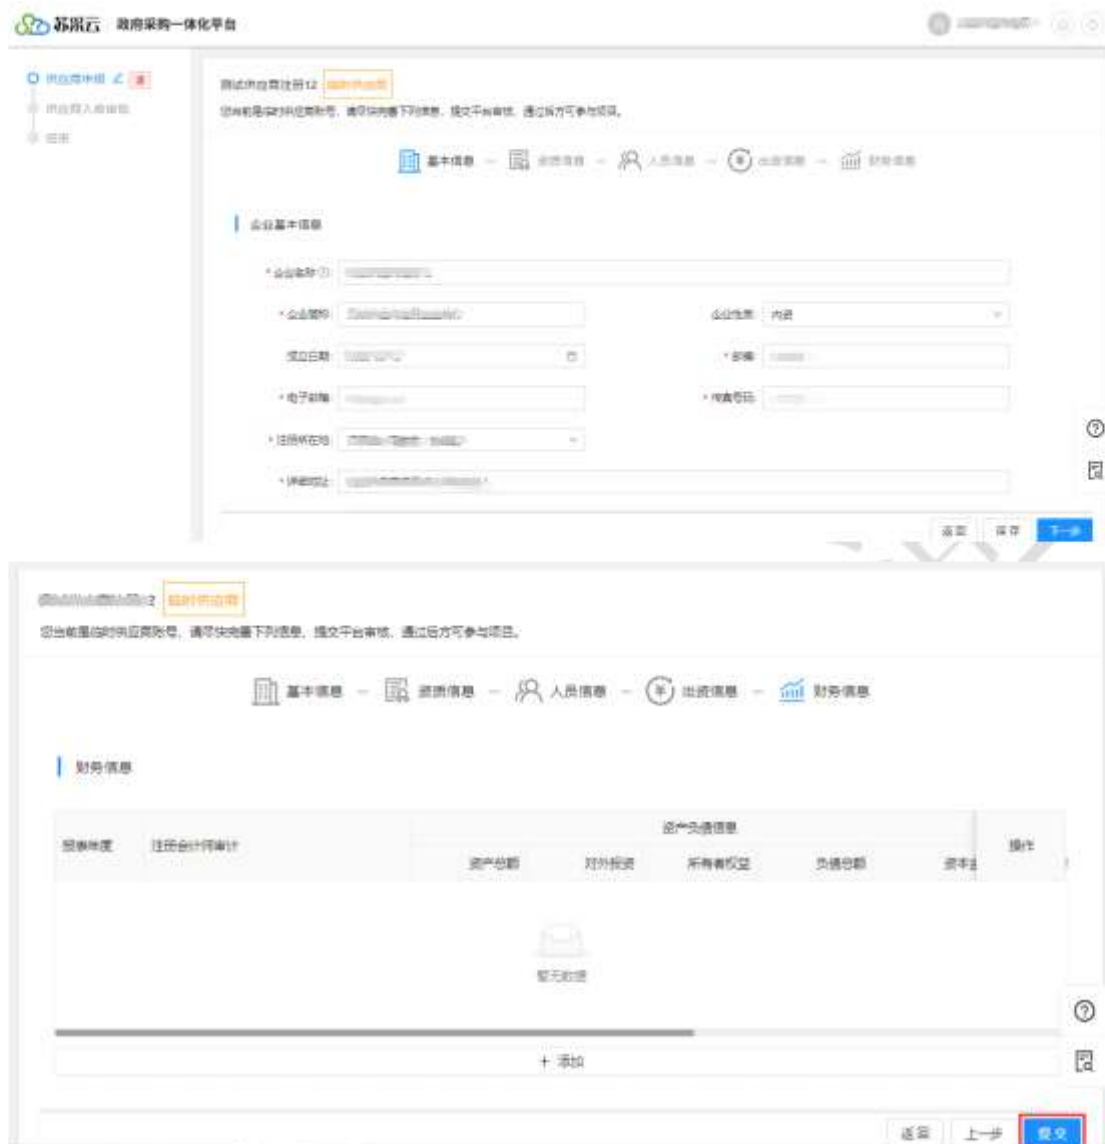 苏采云 政府采购一体化平台
供应商申报
供应商入库审核
结束
测试供应商注册12 临时供应商
您当前是临时供应商账号，请尽快完善下列信息，提交平台审核，通过后方可参与项目。
基本信息 资质信息 人员信息 出资信息 财务信息
企业基本信息
* 企业名称
* 企业简称 企业性质 内资
成立日期 * 邮编
* 电子邮箱 * 传真号码
* 注册所在地
* 详细地址
返回 保存 下一步
2 临时供应商
您当前是临时供应商账号，请尽快完善下列信息，提交平台审核，通过后方可参与项目。
基本信息 资质信息 人员信息 出资信息 财务信息
财务信息
资产负债信息
报表年度 注册会计师审计 操作
资产总额 对外投资 所有者权益 负债总额
暂无数据
+ 添加
返回 上一步 提交